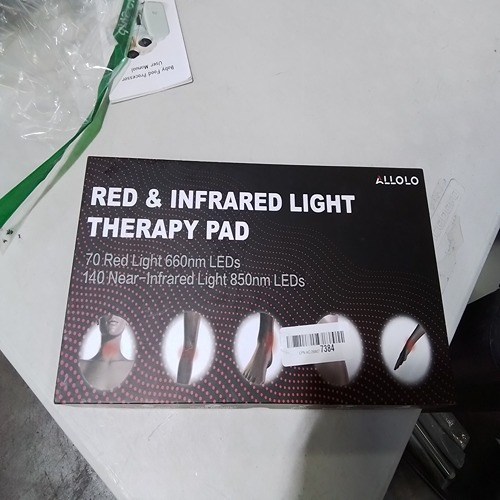 Baby Food Processor
User Manual
ALLOLO
RED & INFRARED LIGHT
THERAPY PAD
70 Red Light 660nm LEDs
140 Near-Infrared Light 850nm LEDs
7384